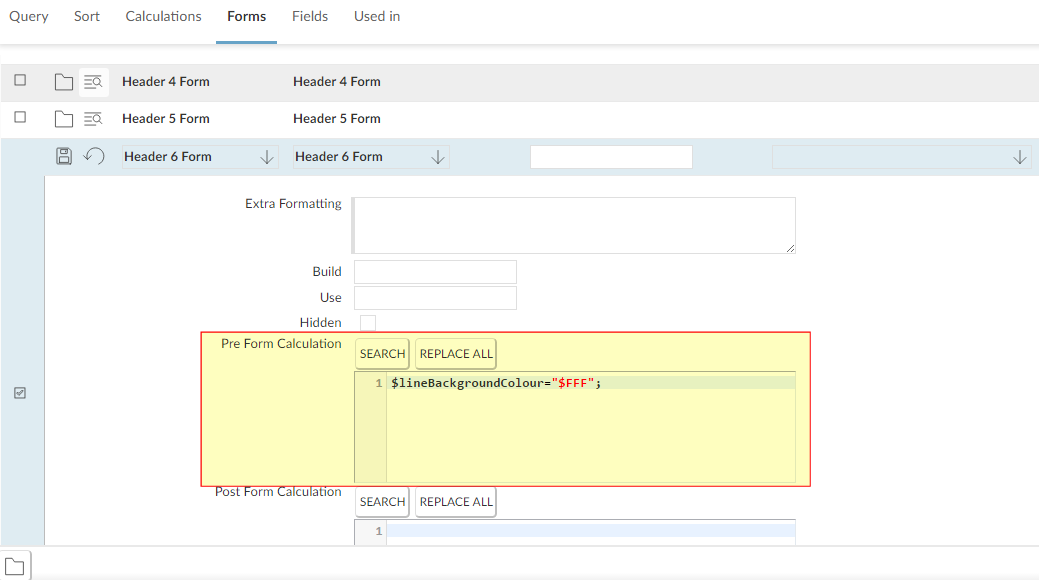 Query Sort Calculations Forms Fields Used in
Header 4 Form Header 4 Form
Header 5 Form Header 5 Form
Header 6 Form Header 6 Form
Extra Formatting
Build
Use
Hidden
Pre Form Calculation SEARCH REPLACE ALL
1 $lineBackgroundColour="$FFF";
Post Form Calculation SEARCH REPLACE ALL
1